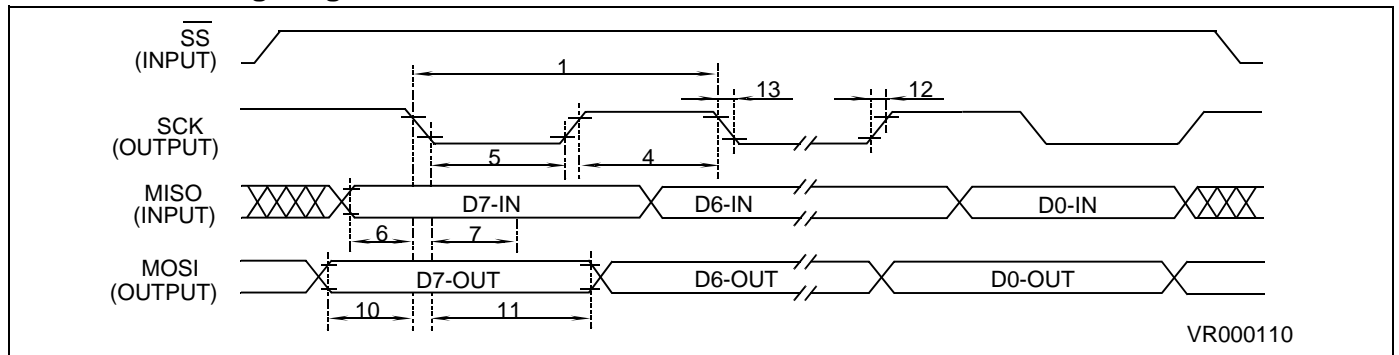 SS
(INPUT)
1
13
12
SCK
(OUTPUT)
5
4
MISO
(INPUT)
D7-IN
D6-IN
D0-IN
6
7
MOSI
(OUTPUT)
D7-OUT
D6-OUT
D0-OUT
10
11
VR000110